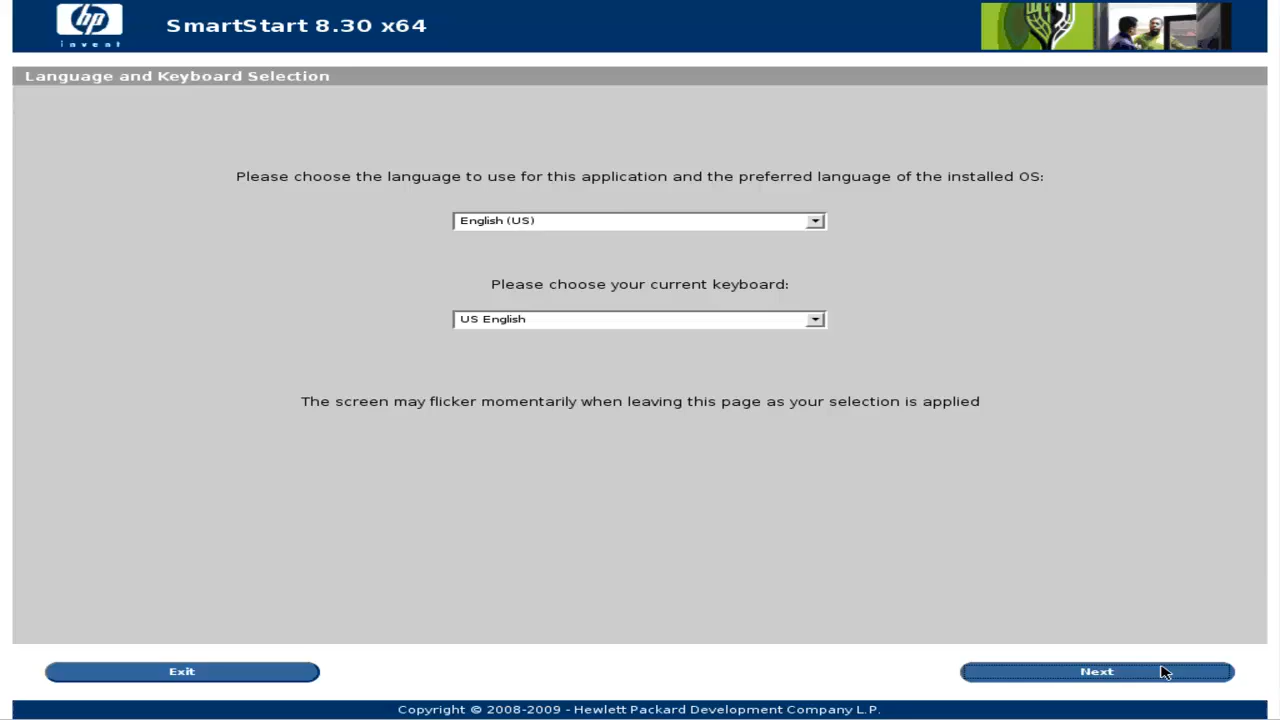 hp
invent
SmartStart 8.30 x64
Language and Keyboard Selection
Please choose the language to use for this application and the preferred language of the installed OS:
English (US)
Please choose your current keyboard:
US English
The screen may flicker momentarily when leaving this page as your selection is applied
Exit
Next
Copyright © 2008-2009 - Hewlett Packard Development Company L.P.